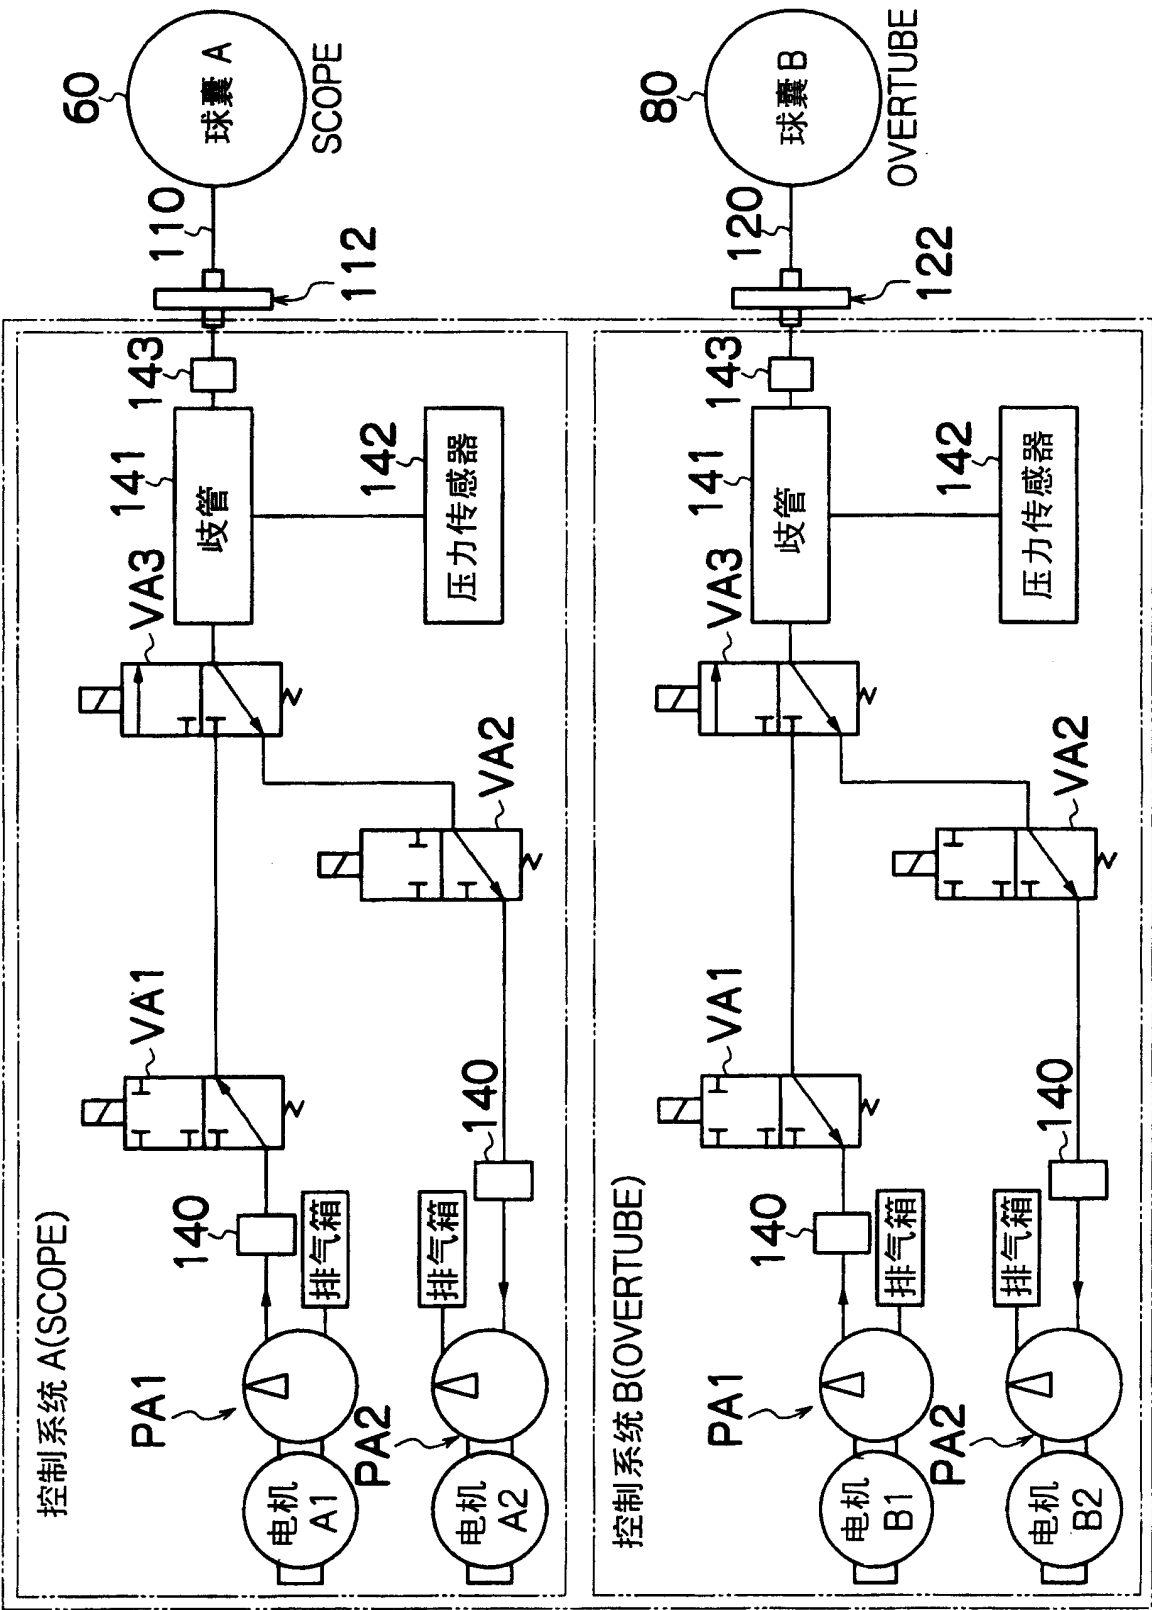 控制系统 A(SCOPE)
电机
A1
PA1
140
排气箱
VA1
VA3
141
歧管
143
112
110
60
球囊 A
SCOPE
142
压力传感器
电机
A2
PA2
排气箱
140
VA2
控制系统 B(OVERTUBE)
电机
B1
PA1
140
排气箱
VA1
VA3
141
歧管
143
122
120
80
球囊 B
OVERTUBE
142
压力传感器
电机
B2
PA2
排气箱
140
VA2